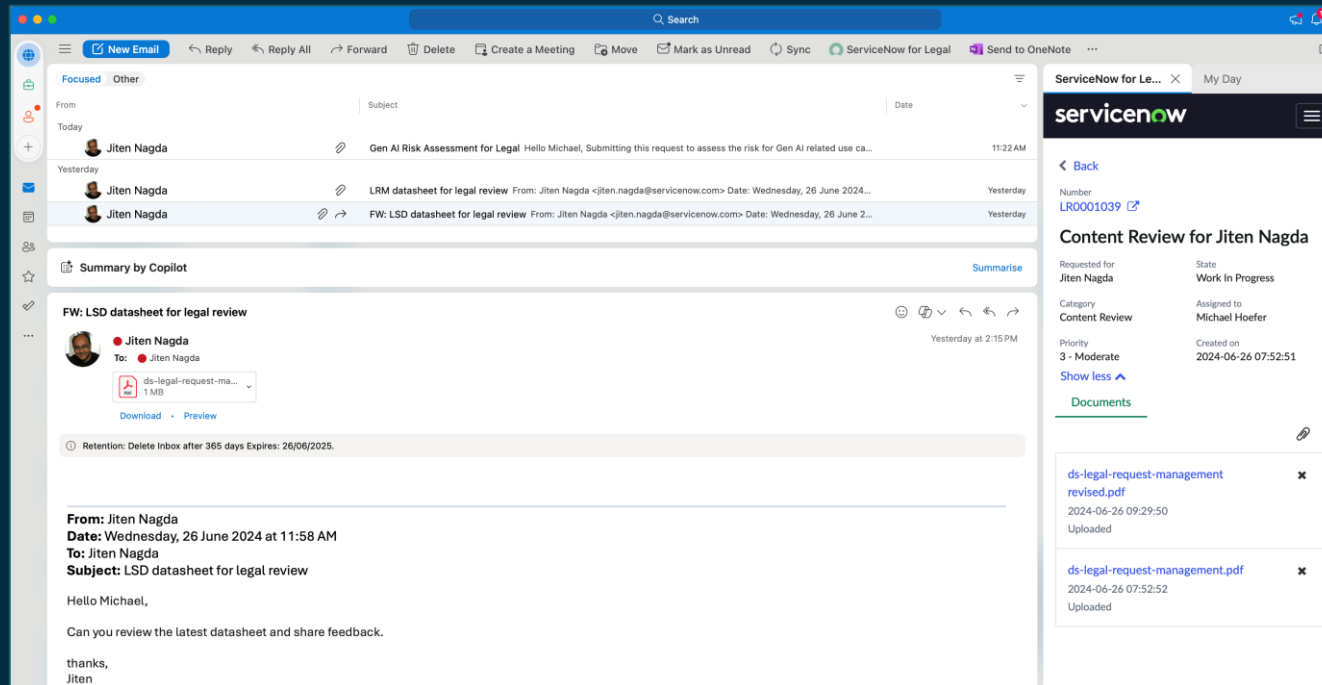 Search
New Email Reply Reply All Forward Delete Create a Meeting Move Mark as Unread Sync ServiceNow for Legal Send to OneNote ...
Focused Other
From Subject Date
Today
Jiten Nagda Gen AI Risk Assessment for Legal Hello Michael, Submitting this request to assess the risk for Gen AI related use ca... 11:22 AM
Yesterday
Jiten Nagda LRM datasheet for legal review From: Jiten Nagda <jiten.nagda@servicenow.com> Date: Wednesday, 26 June 2024... Yesterday
Jiten Nagda FW: LSD datasheet for legal review From: Jiten Nagda <jiten.nagda@servicenow.com> Date: Wednesday, 26 June 2... Yesterday
Summary by Copilot Summarise
FW: LSD datasheet for legal review
Jiten Nagda Yesterday at 2:15 PM
To: Jiten Nagda
PDF
ds-legal-request-ma...
1 MB
Download • Preview
Retention: Delete Inbox after 365 days Expires: 26/06/2025.
From: Jiten Nagda
Date: Wednesday, 26 June 2024 at 11:58 AM
To: Jiten Nagda
Subject: LSD datasheet for legal review
Hello Michael,
Can you review the latest datasheet and share feedback.
thanks,
Jiten
ServiceNow for Le... My Day
servicenow
Back
Number
LR0001039
Content Review for Jiten Nagda
Requested for State
Jiten Nagda Work In Progress
Category Assigned to
Content Review Michael Hoefer
Priority Created on
3 - Moderate 2024-06-26 07:52:51
Show less
Documents
ds-legal-request-management
revised.pdf
2024-06-26 09:29:50
Uploaded
ds-legal-request-management.pdf
2024-06-26 07:52:52
Uploaded